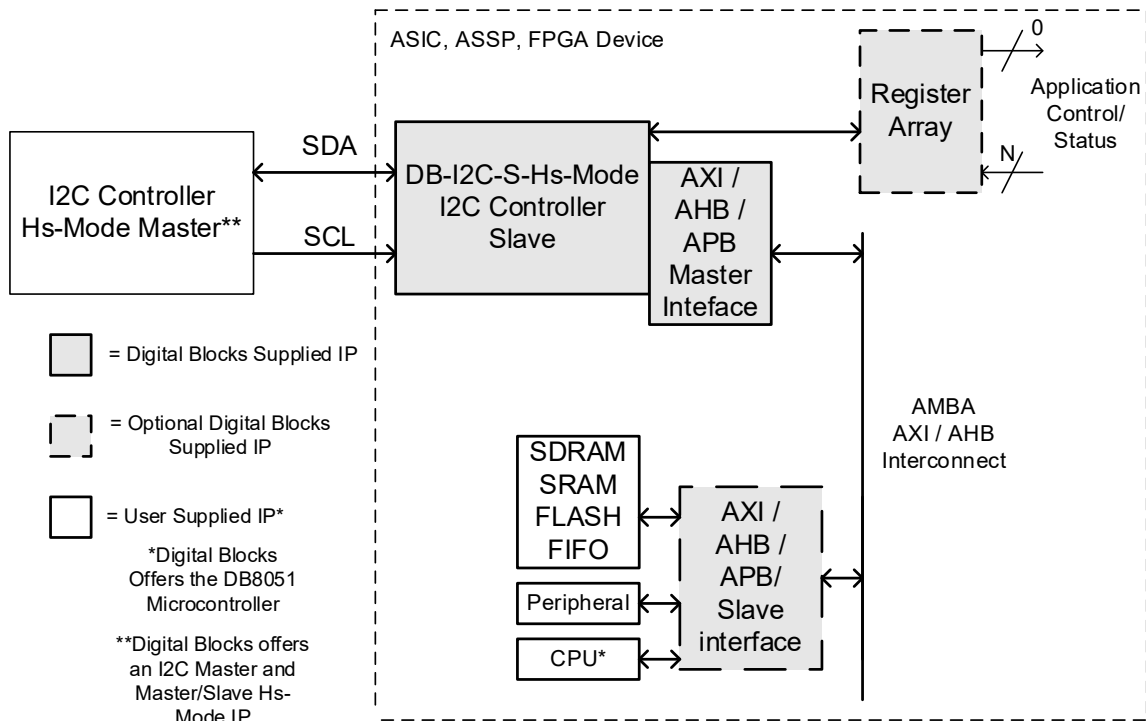 ASIC, ASSP, FPGA Device
0
Register
Array
Application
Control/
Status
N
I2C Controller
Hs-Mode Master**
SDA
SCL
DB-I2C-S-Hs-Mode
I2C Controller
Slave
AXI /
AHB /
APB
Master
Inteface
= Digital Blocks Supplied IP
= Optional Digital Blocks
Supplied IP
= User Supplied IP*
*Digital Blocks
Offers the DB8051
Microcontroller
**Digital Blocks offers
an I2C Master and
Master/Slave Hs-
Mode IP
AMBA
AXI / AHB
Interconnect
SDRAM
SRAM
FLASH
FIFO
Peripheral
CPU*
AXI /
AHB /
APB/
Slave
interface